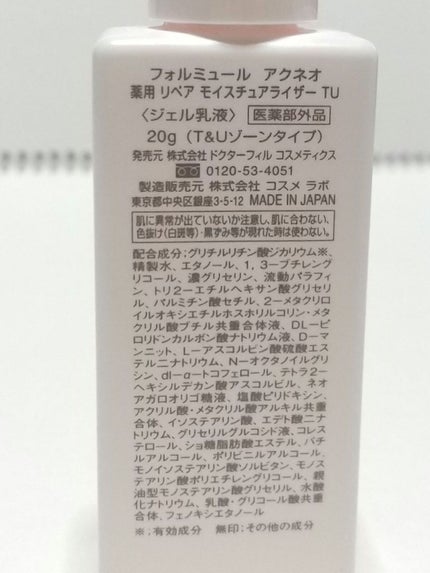 フォルミュール アクネオ
薬用 リペア モイスチュアライザー TU
〈ジェル乳液〉 医薬部外品
20g（T&Uゾーンタイプ）
発売元 株式会社ドクターフィル コスメティクス
0120-53-4051
製造販売元 株式会社 コスメ ラボ
東京都中央区銀座3-5-12 MADE IN JAPAN
肌に異常が出ていないか注意し、肌に合わない、
色抜け(白斑等)・黒ずみ等が現れた時は使わない。
配合成分;グリチルリチン酸ジカリウム※、
精製水、エタノール、1，3－ブチレング
リコール、濃グリセリン、流動パラフィ
ン、トリ2－エチルヘキサン酸グリセリ
ル、パルミチン酸セチル、2－メタクリロ
イルオキシエチルホスホリルコリン・メタ
クリル酸ブチル共重合体液、DL－ピ
ロリドンカルボン酸ナトリウム液、D－マ
ンニット、L－アスコルビン酸硫酸エス
テル二ナトリウム、N－オクタノイルグリ
シン、dl－α－トコフェロール、テトラ2－
ヘキシルデカン酸アスコルビル、ネオ
アガロオリゴ糖液、塩酸ピリドキシン、
アクリル酸・メタクリル酸アルキル共重
合体、イソステアリン酸、エデト酸二ナ
トリウム、グリセリルグルコシド液、コレス
テロール、ショ糖脂肪酸エステル、バチ
ルアルコール、ポリビニルアルコール、
モノイソステアリン酸ソルビタン、モノス
テアリン酸ポリエチレングリコール、親
油型モノステアリン酸グリセリル、水酸
化ナトリウム、乳酸・グリコール酸共重
合体、フェノキシエタノール
※;有効成分 無印;その他の成分